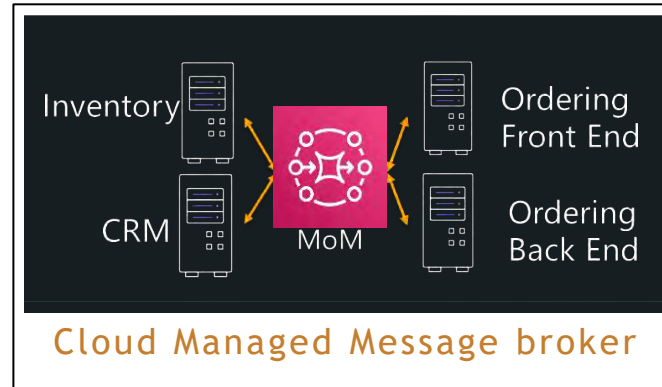 Inventory
CRM
MoM
Ordering
Front End
Ordering
Back End
Cloud Managed Message broker